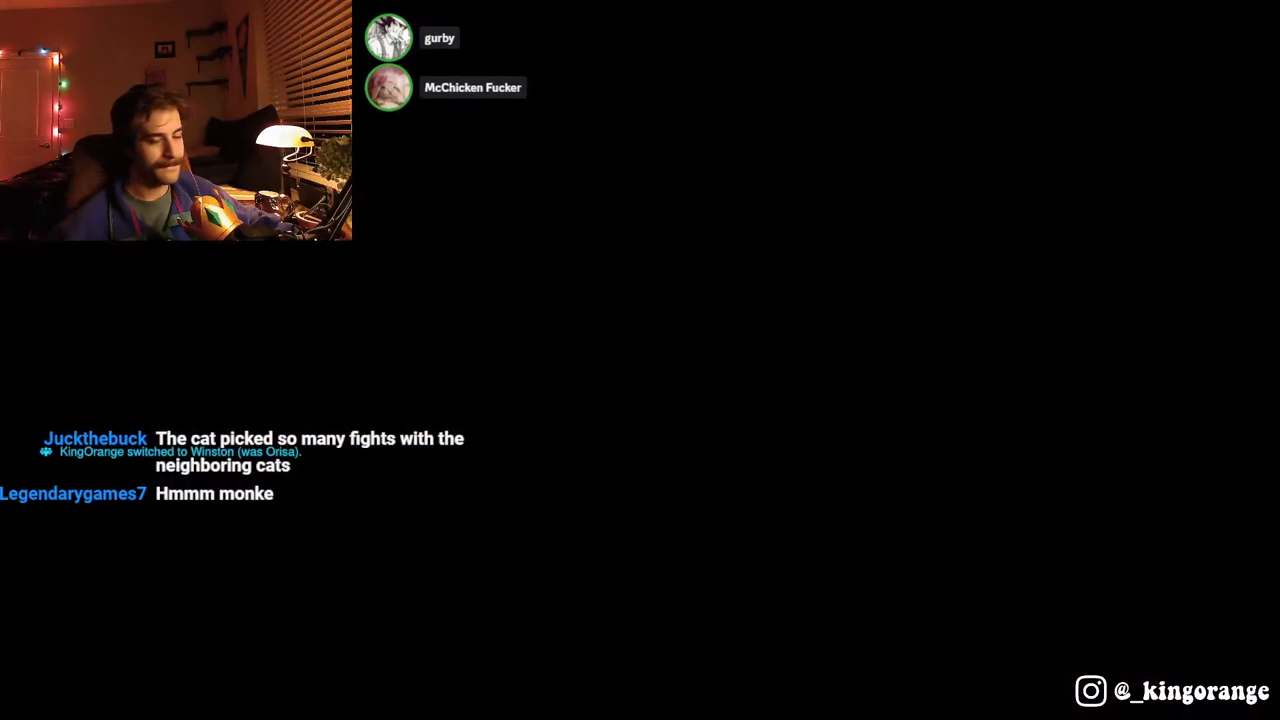 gurby
McChicken Fucker
Juckthebuck The cat picked so many fights with the
KingOrange switched to Winston (was Orisa).
neighboring cats
Legendarygames7 Hmmm monke
@_kingorange